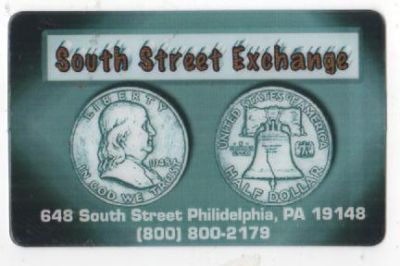 South Street Exchange
LIBERTY
IN GOD WE TRUST
UNITED STATES OF AMERICA
HALF DOLLAR
648 South Street Philidelphia, PA 19148
(800) 800-2179